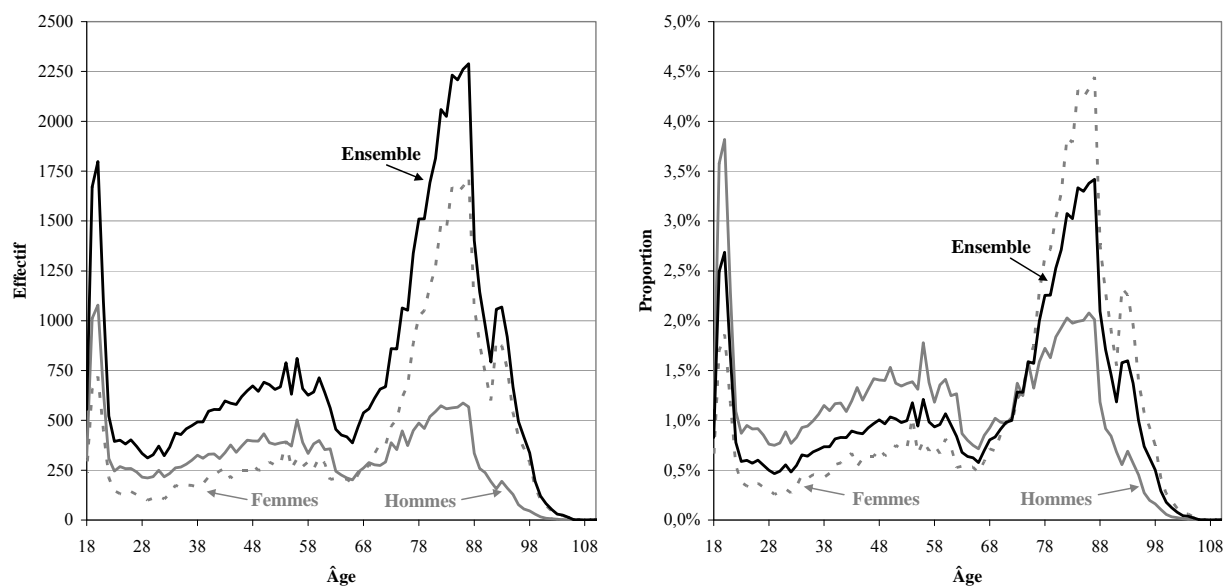 2500
2250
2000
1750
1500
1250
1000
750
500
250
0
Effectif
Ensemble
Femmes
Hommes
18 28 38 48 58 68 78 88 98 108
Âge
5,0%
4,5%
4,0%
3,5%
3,0%
2,5%
2,0%
1,5%
1,0%
0,5%
0,0%
Proportion
Ensemble
Femmes
Hommes
18 28 38 48 58 68 78 88 98 108
Âge